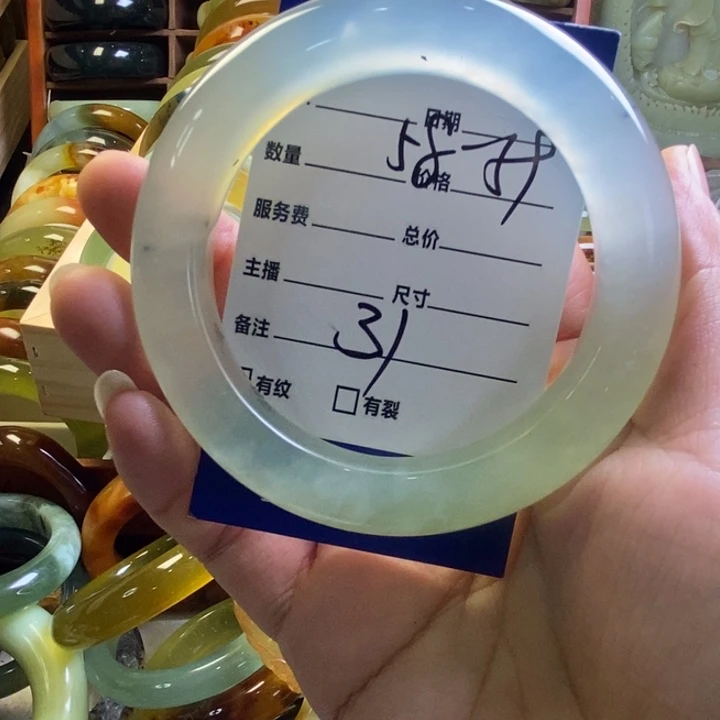 日期
数量 价格
服务费 总价
主播 尺寸
备注 31
有纹 有裂